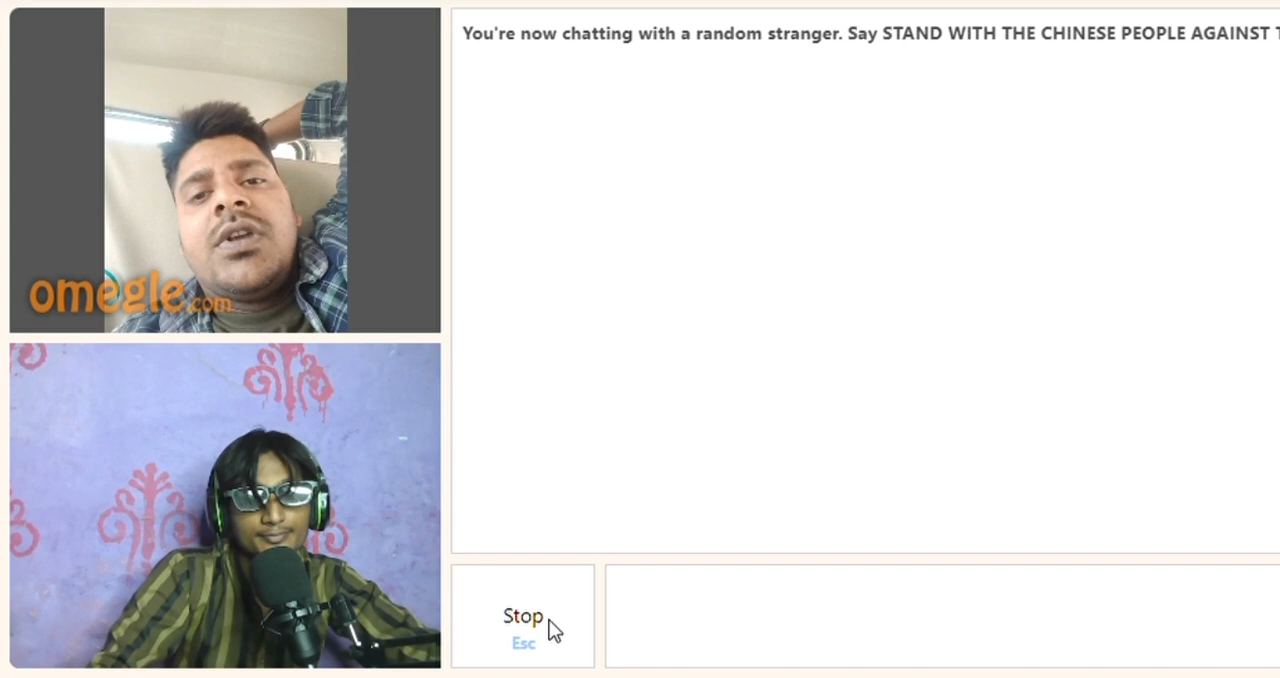 You're now chatting with a random stranger. Say STAND WITH THE CHINESE PEOPLE AGAINST
omegle.com
Stop
Esc